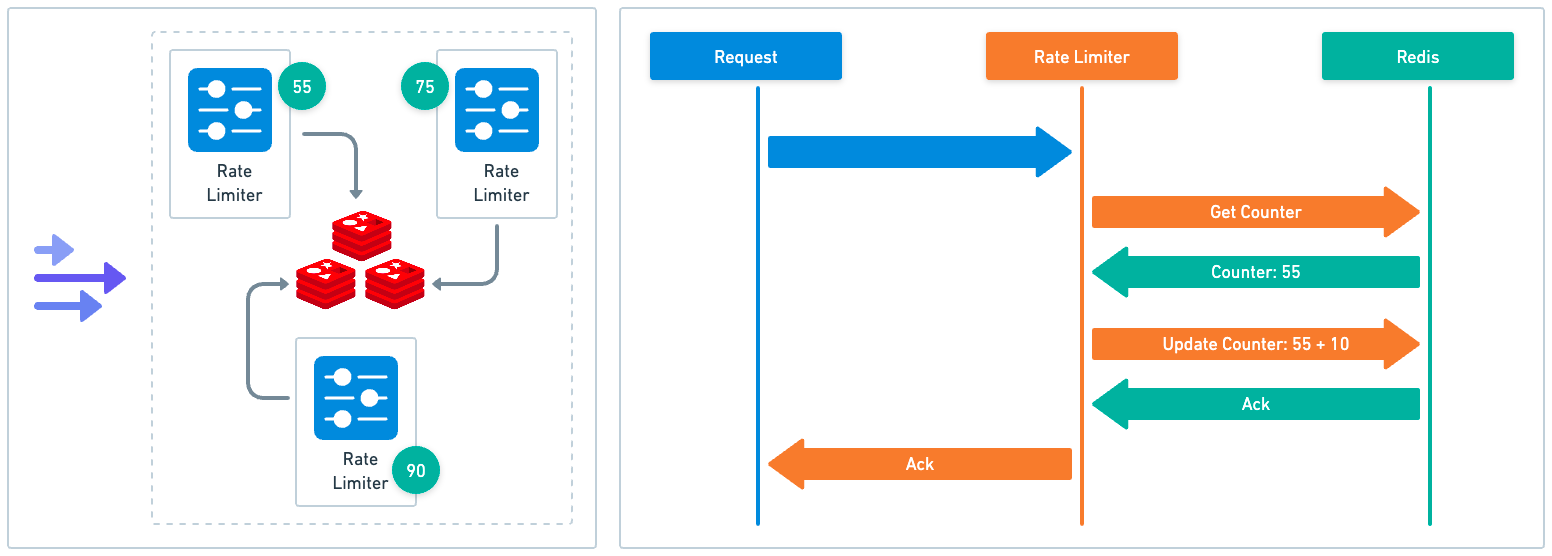 55
75
Rate
Limiter
Rate
Limiter
Rate
Limiter
90
Request
Rate Limiter
Redis
Get Counter
Counter: 55
Update Counter: 55 + 10
Ack
Ack